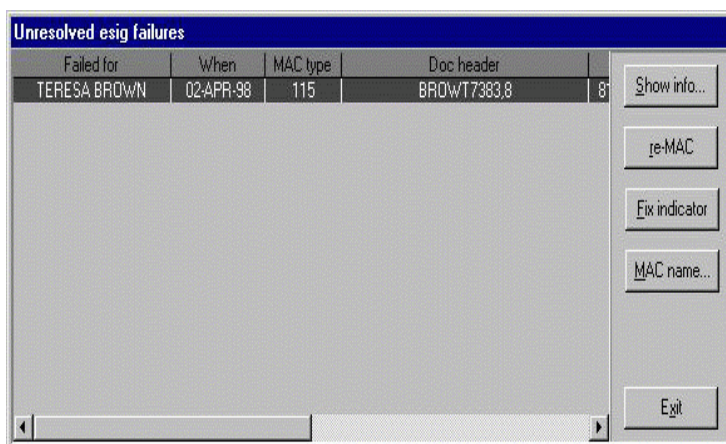 Unresolved esig failures
Failed for When MAC type Doc header
TERESA BROWN 02-APR-98 115 BROWT7383,8
Show info...
re-MAC
Fix indicator
MAC name...
Exit